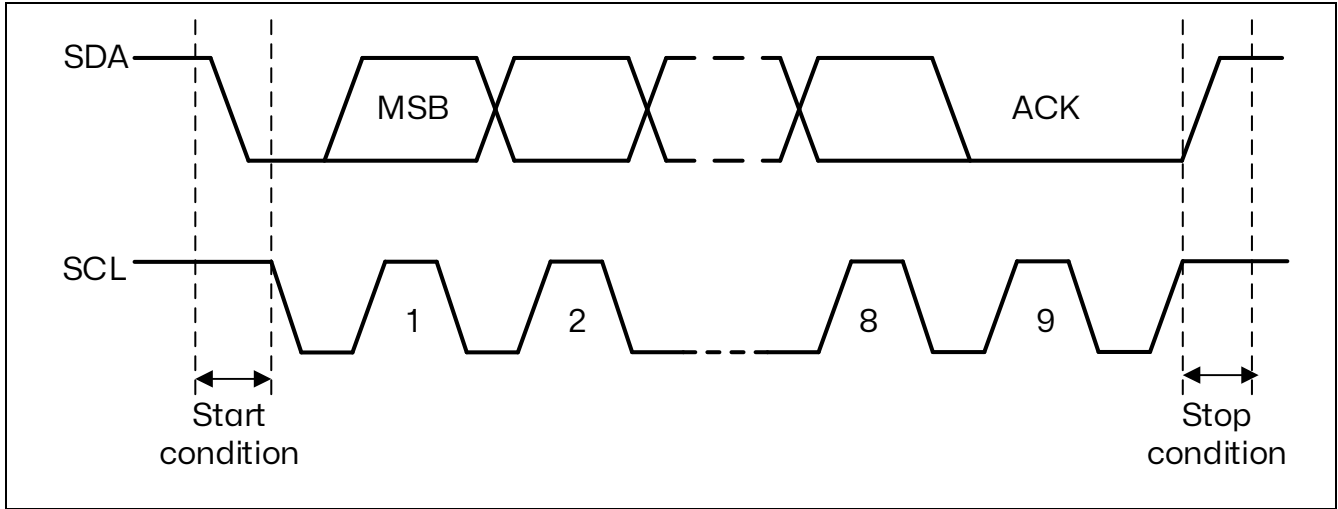 SDA
MSB
ACK
SCL
1
2
8
9
Start
condition
Stop
condition